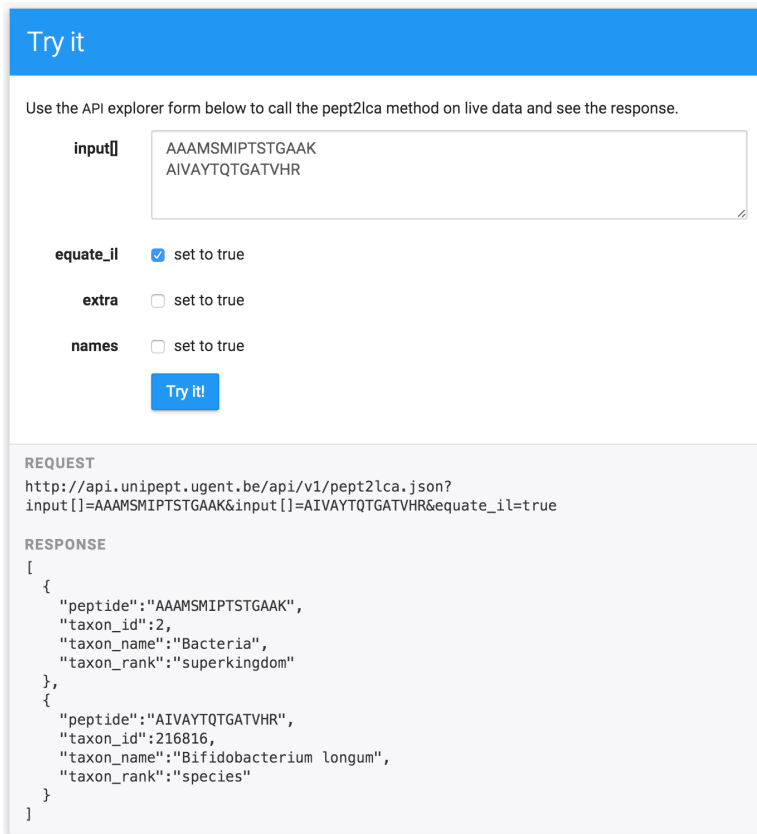 Try it
Use the API explorer form below to call the pept2lca method on live data and see the response.
input[]
AAAMSMIPTSTGAAK
AIVAYTQTGATVHR
equate_il set to true
extra set to true
names set to true
Try it!
REQUEST
http://api.unipept.ugent.be/api/v1/pept2lca.json?
input[]=AAAMSMIPTSTGAAK&input[]=AIVAYTQTGATVHR&equate_il=true
RESPONSE
[
  {
    "peptide":"AAAMSMIPTSTGAAK",
    "taxon_id":2,
    "taxon_name":"Bacteria",
    "taxon_rank":"superkingdom"
  },
  {
    "peptide":"AIVAYTQTGATVHR",
    "taxon_id":216816,
    "taxon_name":"Bifidobacterium longum",
    "taxon_rank":"species"
  }
]